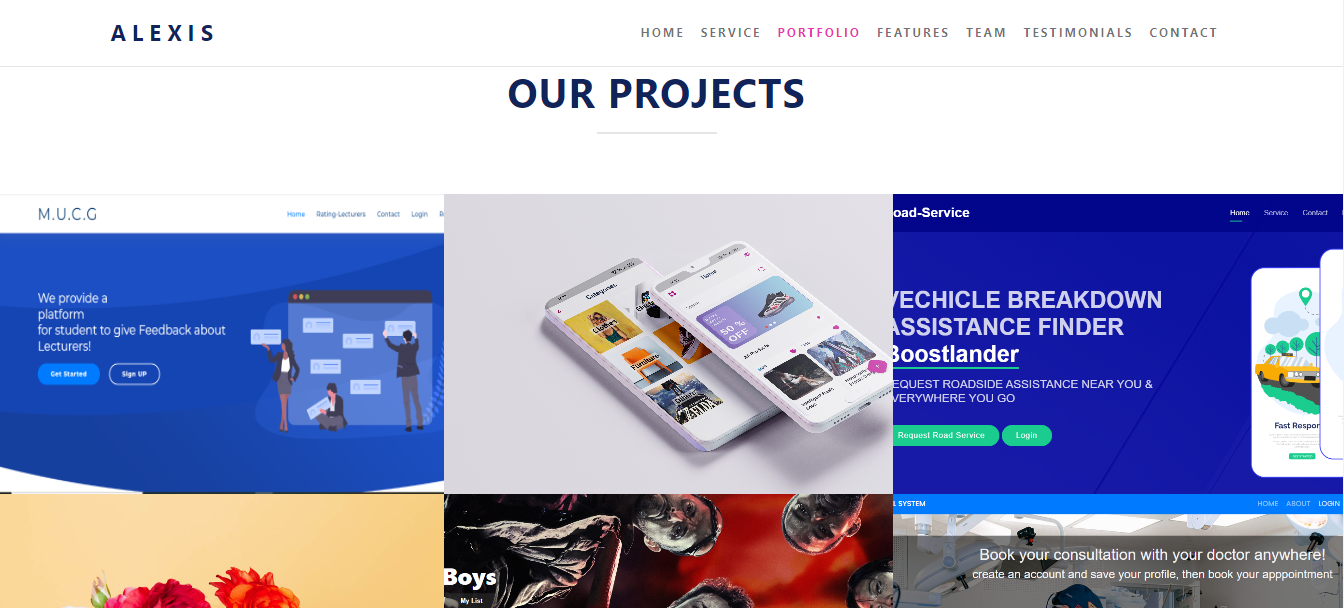 ALEXIS
HOME SERVICE PORTFOLIO FEATURES TEAM TESTIMONIALS CONTACT
OUR PROJECTS
M.U.C.G
Home Rating-Lecturers Contact Login
We provide a
platform
for student to give Feedback about
Lecturers!
Get Started Sign UP
Categories
Clothes
Furniture
Home
50 %
OFF
oad-Service
Home Service Contact
VECHICLE BREAKDOWN
ASSISTANCE FINDER
Boostlander
EQUEST ROADSIDE ASSISTANCE NEAR YOU &
VERYWHERE YOU GO
Request Road Service Login
Fast Respon
Boys
My List
L SYSTEM
HOME ABOUT LOGIN
Book your consultation with your doctor anywhere!
create an account and save your profile, then book your apppointment